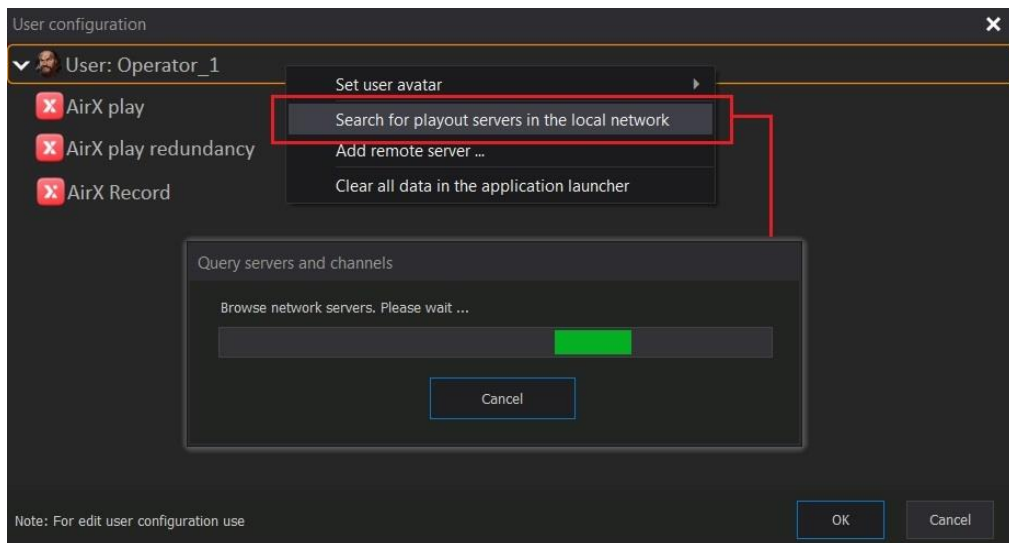 User configuration
User: Operator_1
Set user avatar
AirX play
Search for playout servers in the local network
AirX play redundancy
Add remote server ...
AirX Record
Clear all data in the application launcher
Query servers and channels
Browse network servers. Please wait ...
Cancel
Note: For edit user configuration use
OK
Cancel